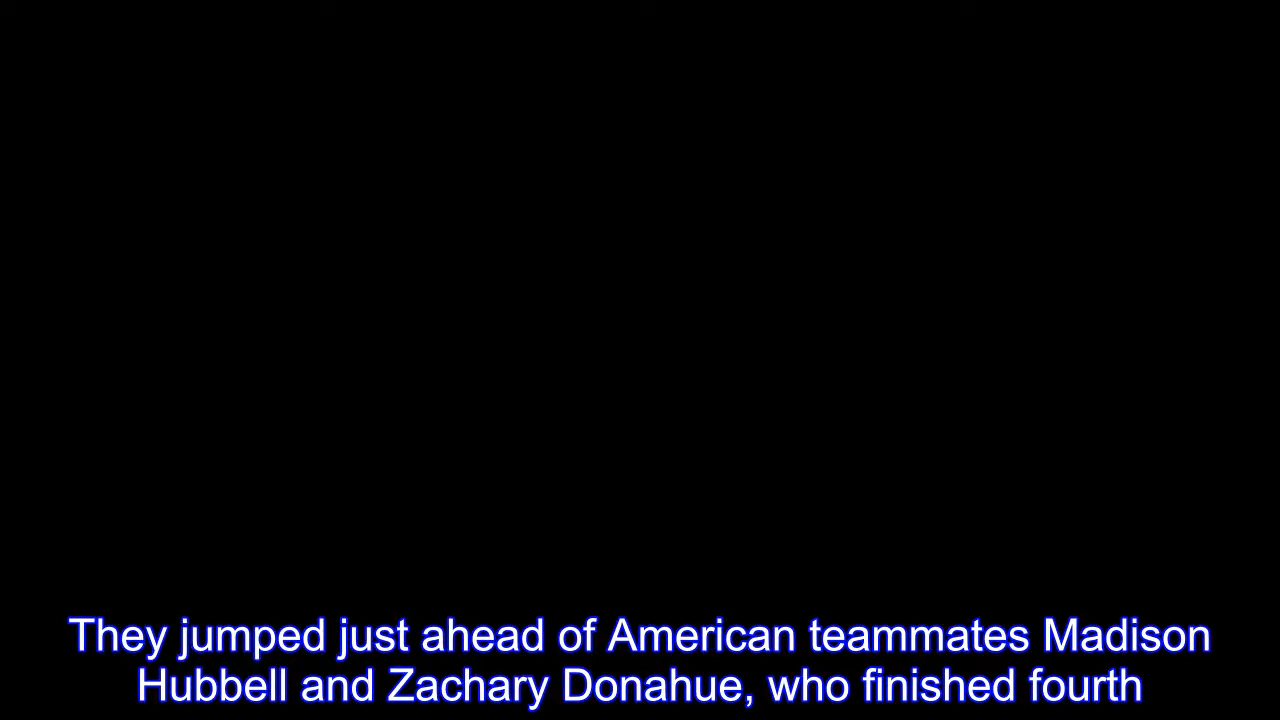 They jumped just ahead of American teammates Madison
Hubbell and Zachary Donahue, who finished fourth